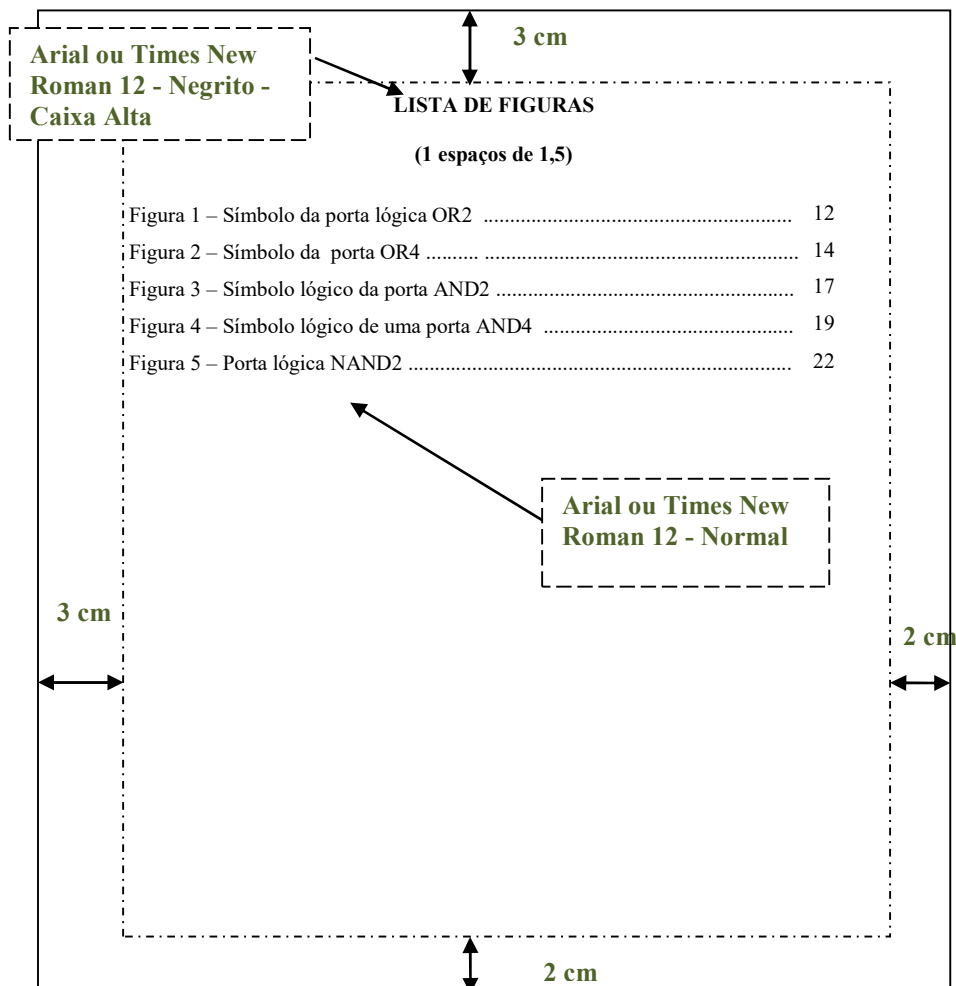 3 cm
Arial ou Times New
Roman 12 - Negrito -
Caixa Alta
LISTA DE FIGURAS
(1 espaços de 1,5)
Figura 1 – Símbolo da porta lógica OR2 .......................................................................... 12
Figura 2 – Símbolo da  porta OR4 .......... ........................................................................... 14
Figura 3 – Símbolo lógico da porta AND2 ....................................................................... 17
Figura 4 – Símbolo lógico de uma porta AND4  ............................................................ 19
Figura 5 – Porta lógica NAND2 ............................................................................................ 22
Arial ou Times New
Roman 12 - Normal
3 cm
2 cm
2 cm